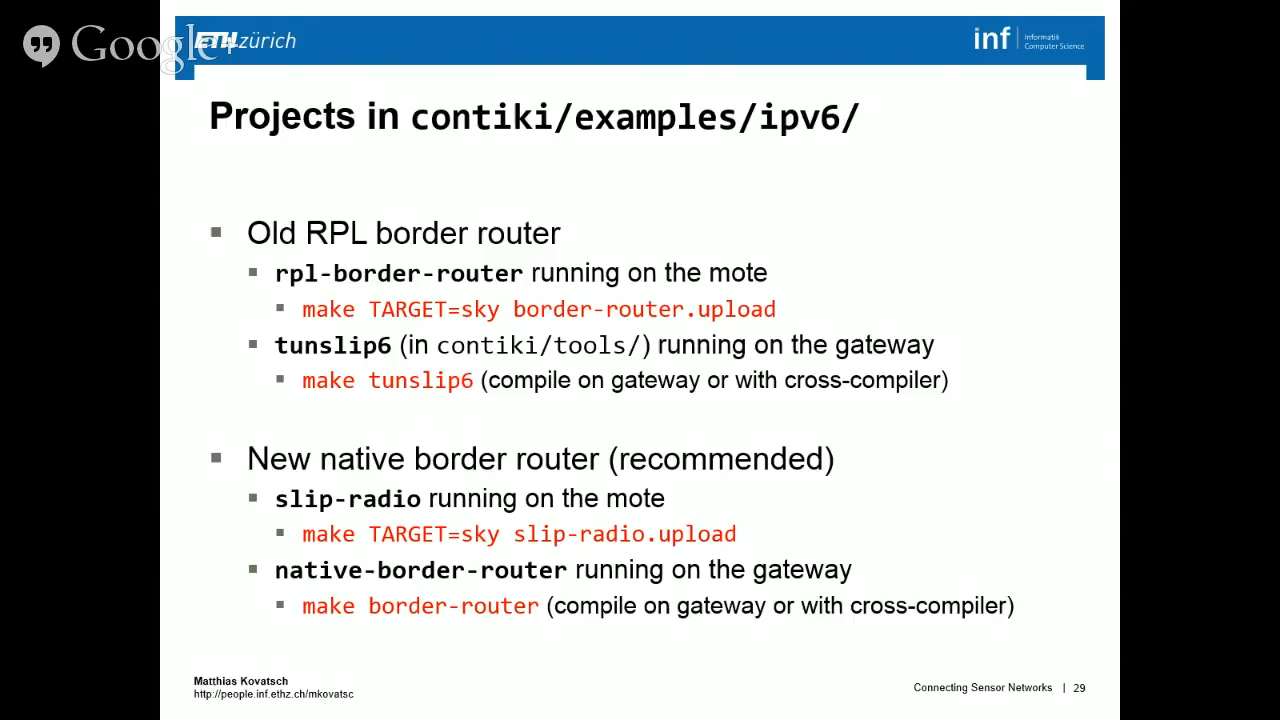 Google+
ETH zürich
inf
Informatik
Computer Science
Projects in contiki/examples/ipv6/
Old RPL border router
rpl-border-router running on the mote
make TARGET=sky border-router.upload
tunslip6 (in contiki/tools/) running on the gateway
make tunslip6 (compile on gateway or with cross-compiler)
New native border router (recommended)
slip-radio running on the mote
make TARGET=sky slip-radio.upload
native-border-router running on the gateway
make border-router (compile on gateway or with cross-compiler)
Matthias Kovatsch
http://people.inf.ethz.ch/mkovatsc
Connecting Sensor Networks | 29